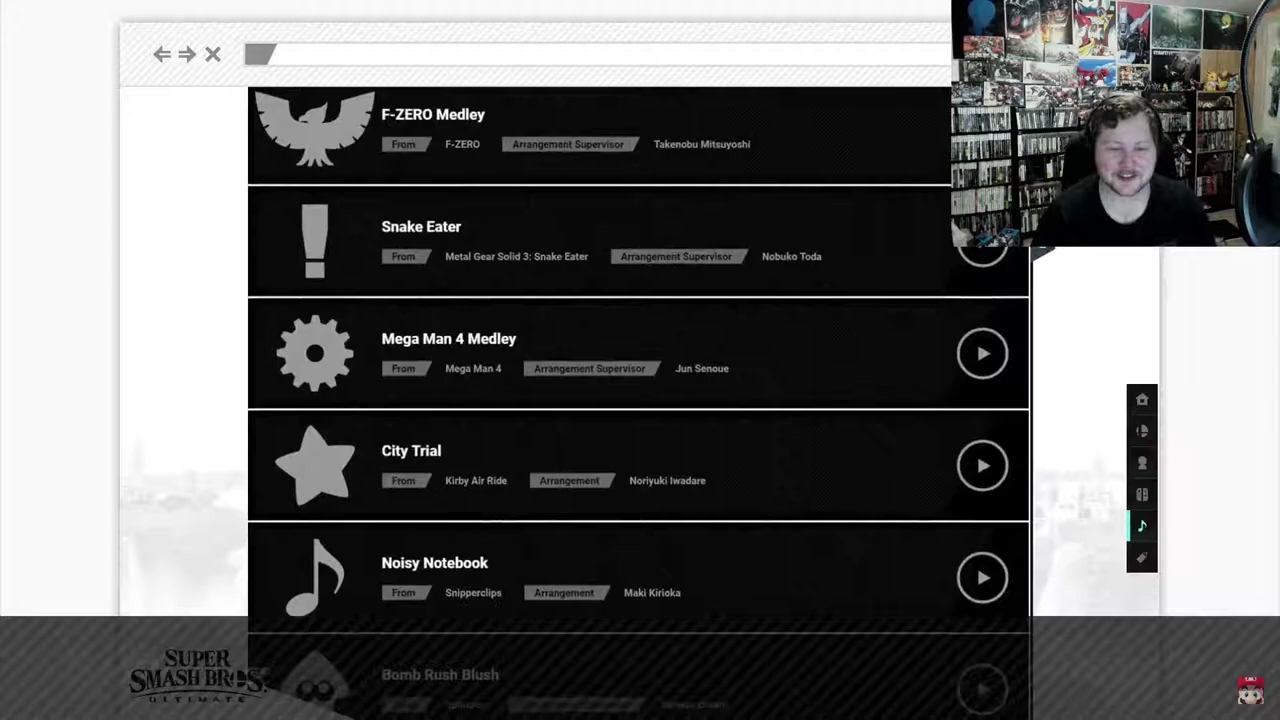 F-ZERO Medley
From F-ZERO Arrangement Supervisor Takenobu Mitsuyoshi
Snake Eater
From Metal Gear Solid 3: Snake Eater Arrangement Supervisor Nobuko Toda
Mega Man 4 Medley
From Mega Man 4 Arrangement Supervisor Jun Senoue
City Trial
From Kirby Air Ride Arrangement Noriyuki Iwadare
Noisy Notebook
From Snipperclips Arrangement Maki Kirioka
Bomb Rush Blush
SUPER
SMASH BROS.
ULTIMATE